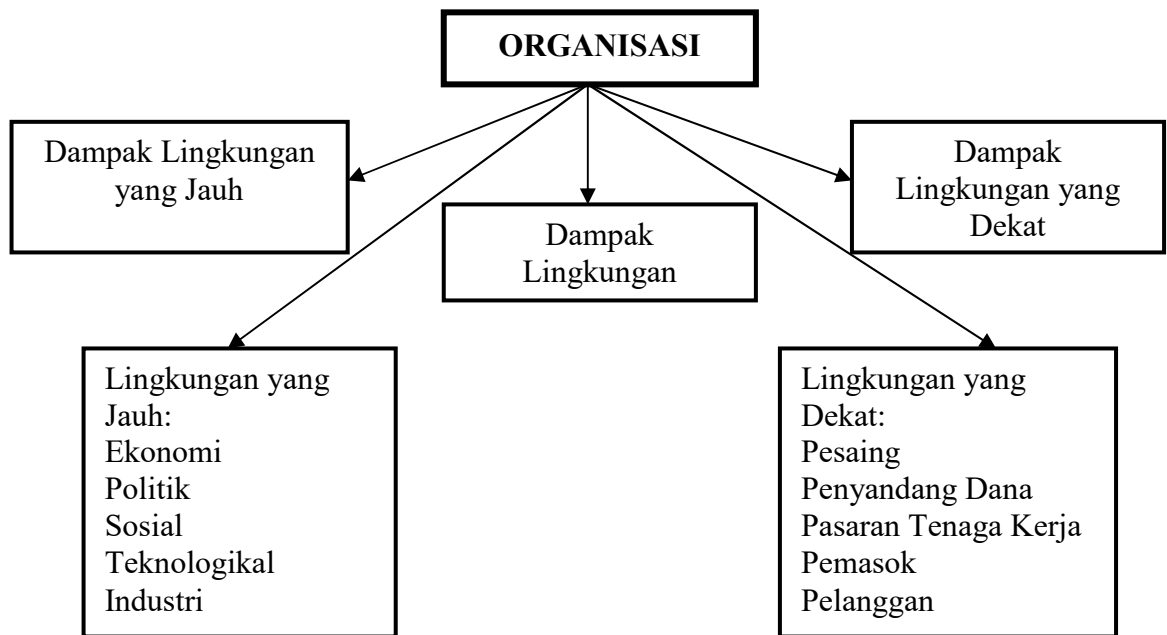 ORGANISASI
Dampak Lingkungan
yang Jauh
Dampak
Lingkungan
Dampak
Lingkungan yang
Dekat
Lingkungan yang
Jauh:
Ekonomi
Politik
Sosial
Teknologikal
Industri
Lingkungan yang
Dekat:
Pesaing
Penyandang Dana
Pasaran Tenaga Kerja
Pemasok
Pelanggan